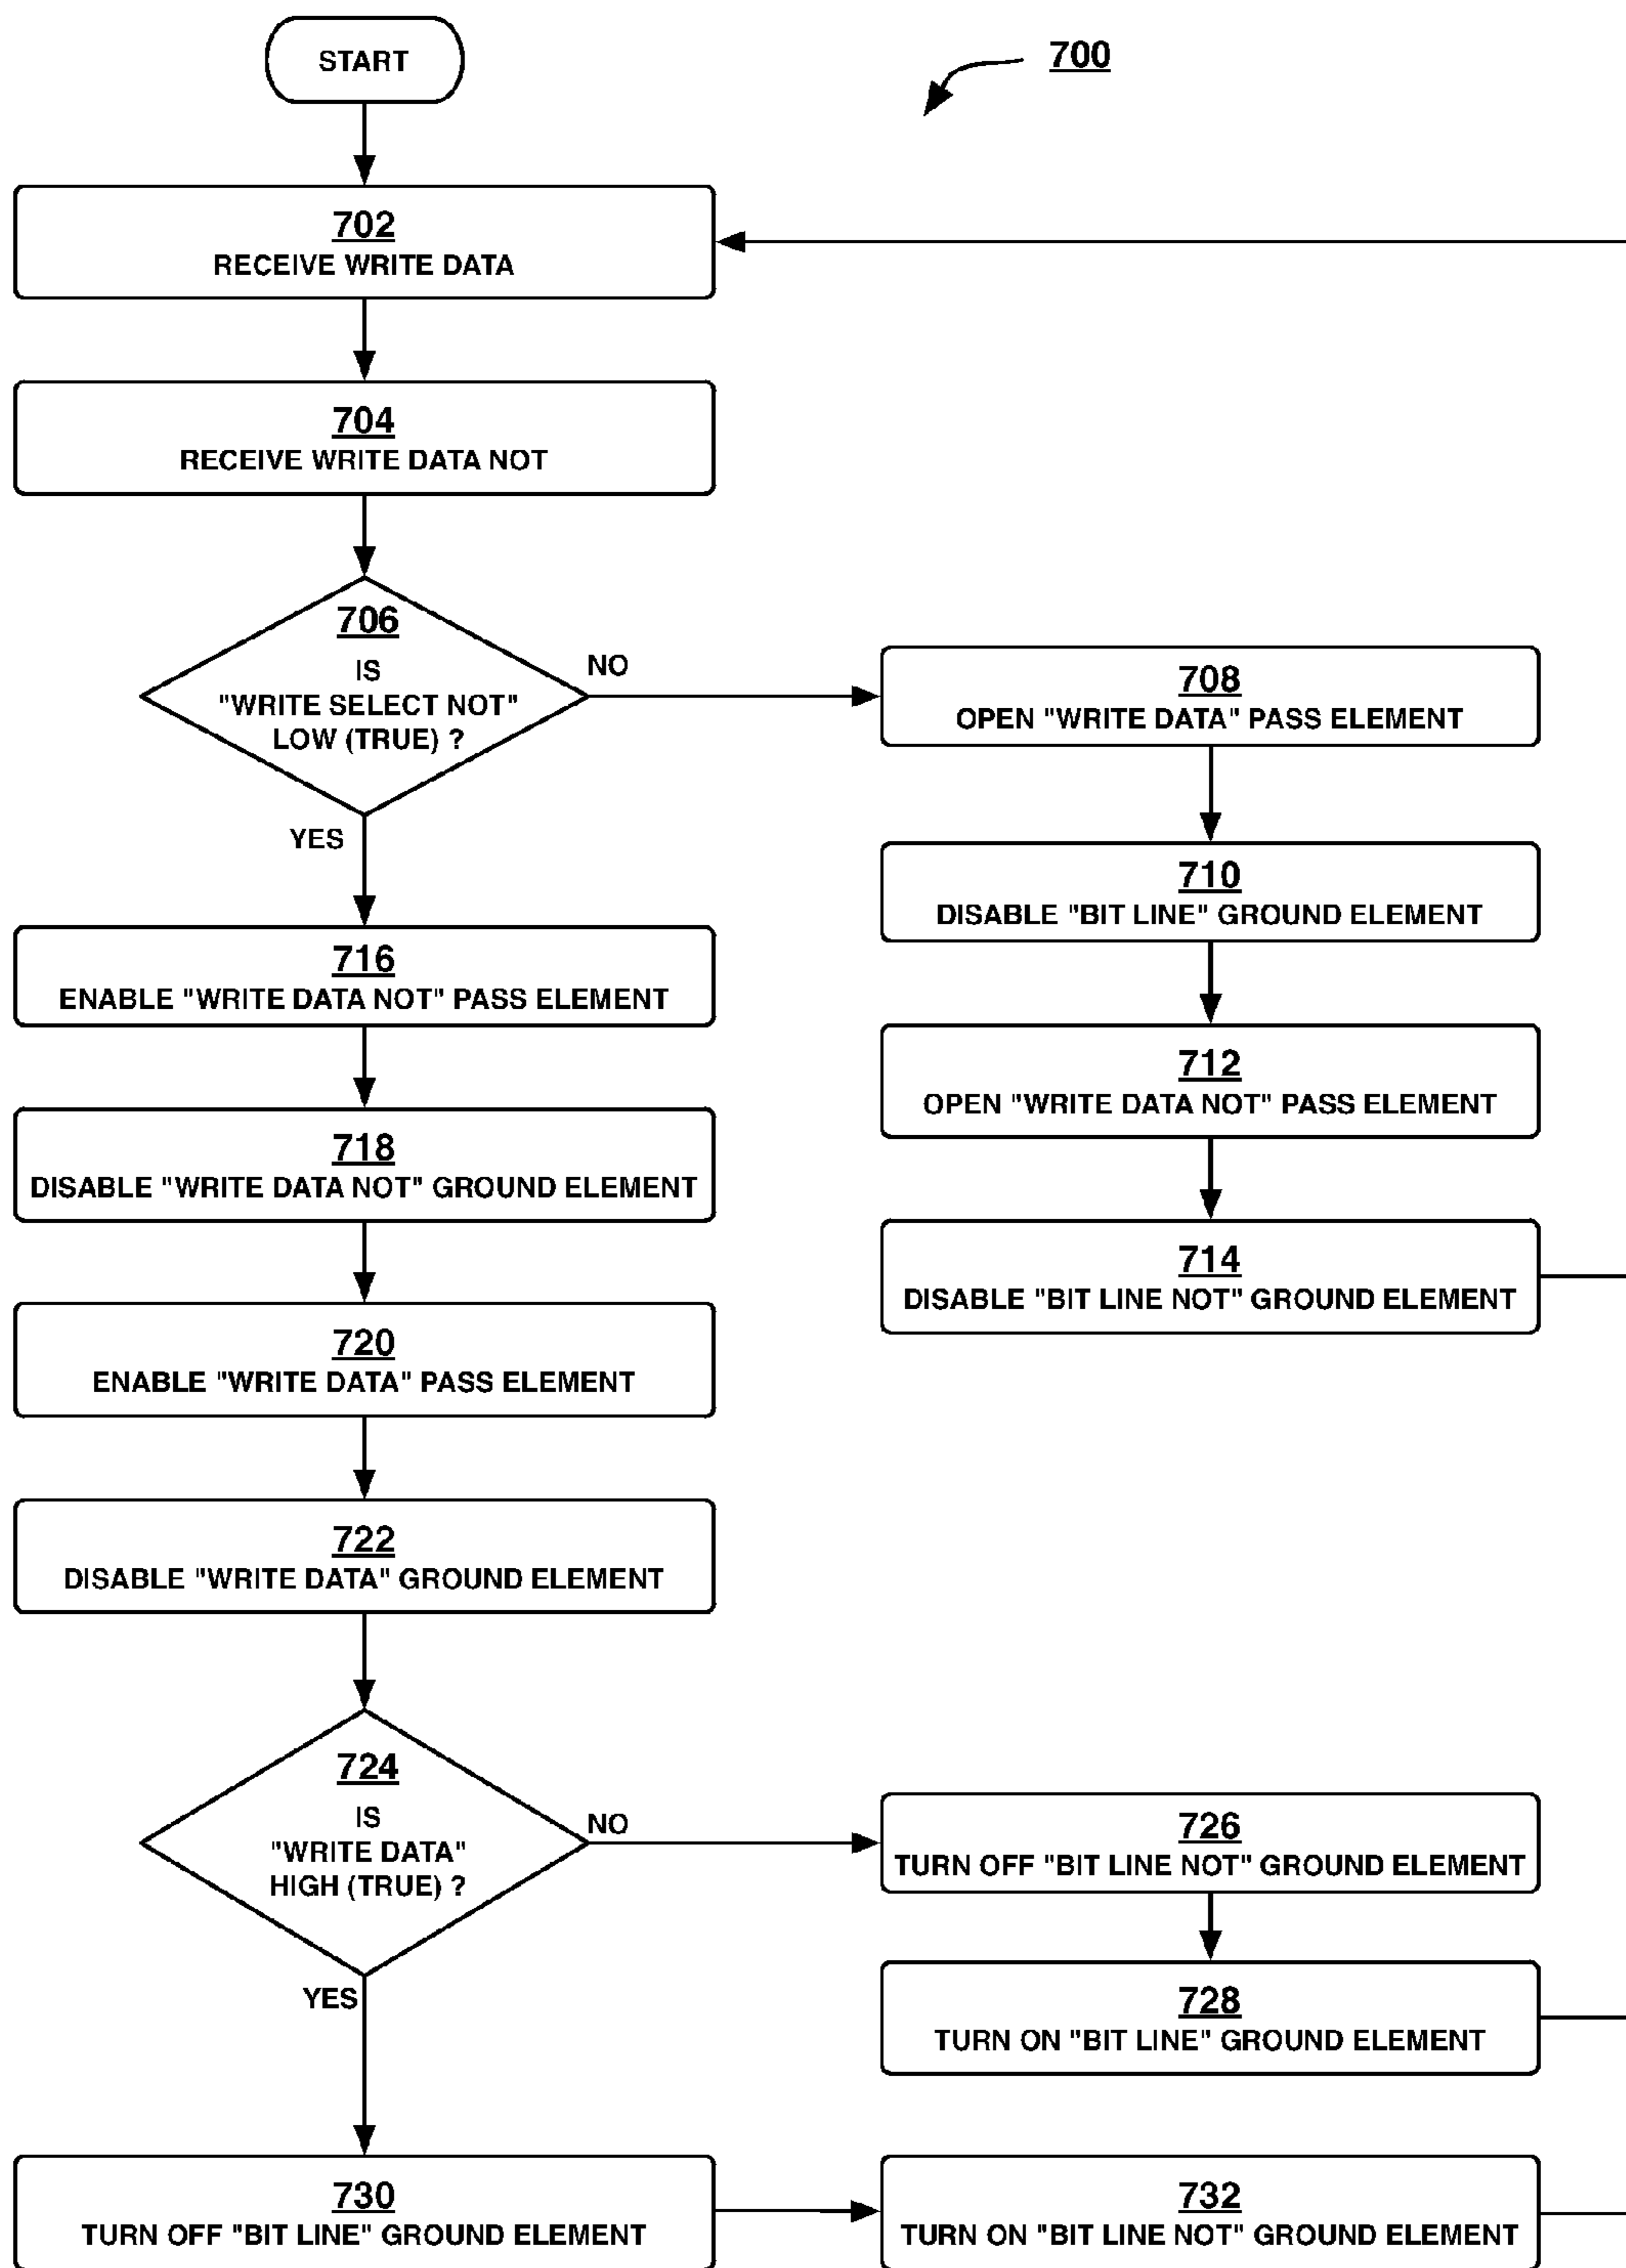 START
700
702
RECEIVE WRITE DATA
704
RECEIVE WRITE DATA NOT
706
IS
"WRITE SELECT NOT"
LOW (TRUE) ?
NO
YES
708
OPEN "WRITE DATA" PASS ELEMENT
710
DISABLE "BIT LINE" GROUND ELEMENT
712
OPEN "WRITE DATA NOT" PASS ELEMENT
714
DISABLE "BIT LINE NOT" GROUND ELEMENT
716
ENABLE "WRITE DATA NOT" PASS ELEMENT
718
DISABLE "WRITE DATA NOT" GROUND ELEMENT
720
ENABLE "WRITE DATA" PASS ELEMENT
722
DISABLE "WRITE DATA" GROUND ELEMENT
724
IS
"WRITE DATA"
HIGH (TRUE) ?
NO
YES
726
TURN OFF "BIT LINE NOT" GROUND ELEMENT
728
TURN ON "BIT LINE" GROUND ELEMENT
730
TURN OFF "BIT LINE" GROUND ELEMENT
732
TURN ON "BIT LINE NOT" GROUND ELEMENT